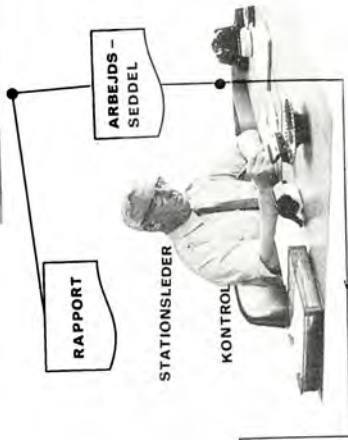 RAPPORT
ARBEJDS-
SEDDEL
STATIONSLEDER
KONTROL